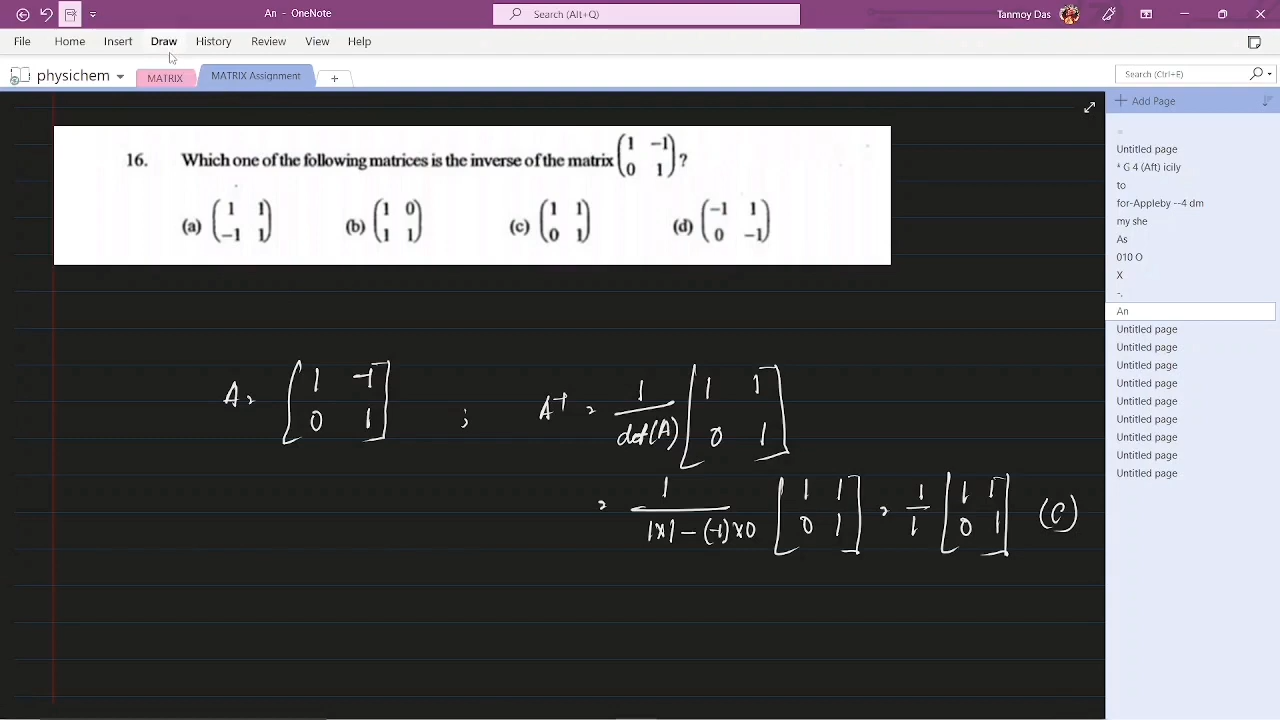 An - OneNote
Search (Alt+Q)
Tanmoy Das
File Home Insert Draw History Review View Help
physichem MATRIX MATRIX Assignment +
Search (Ctrl+E)
Add Page
Untitled page
* G 4 (Aft) icily
to
for-Appleby --4 dm
my she
As
010 O
X
-,
An
Untitled page
Untitled page
Untitled page
Untitled page
Untitled page
Untitled page
Untitled page
Untitled page
Untitled page
16. Which one of the following matrices is the inverse of the matrix (1 -1
0 1)?
(a) (1 1
-1 1)
(b) (1 0
1 1)
(c) (1 1
0 1)
(d) (-1 1
0 -1)
A = [1 -1
0 1] ;
A⁻¹ = 1/det(A) [1 1
0 1]
= 1/(1×1-(-1)×0) [1 1
0 1] = 1/1 [1 1
0 1] (C)